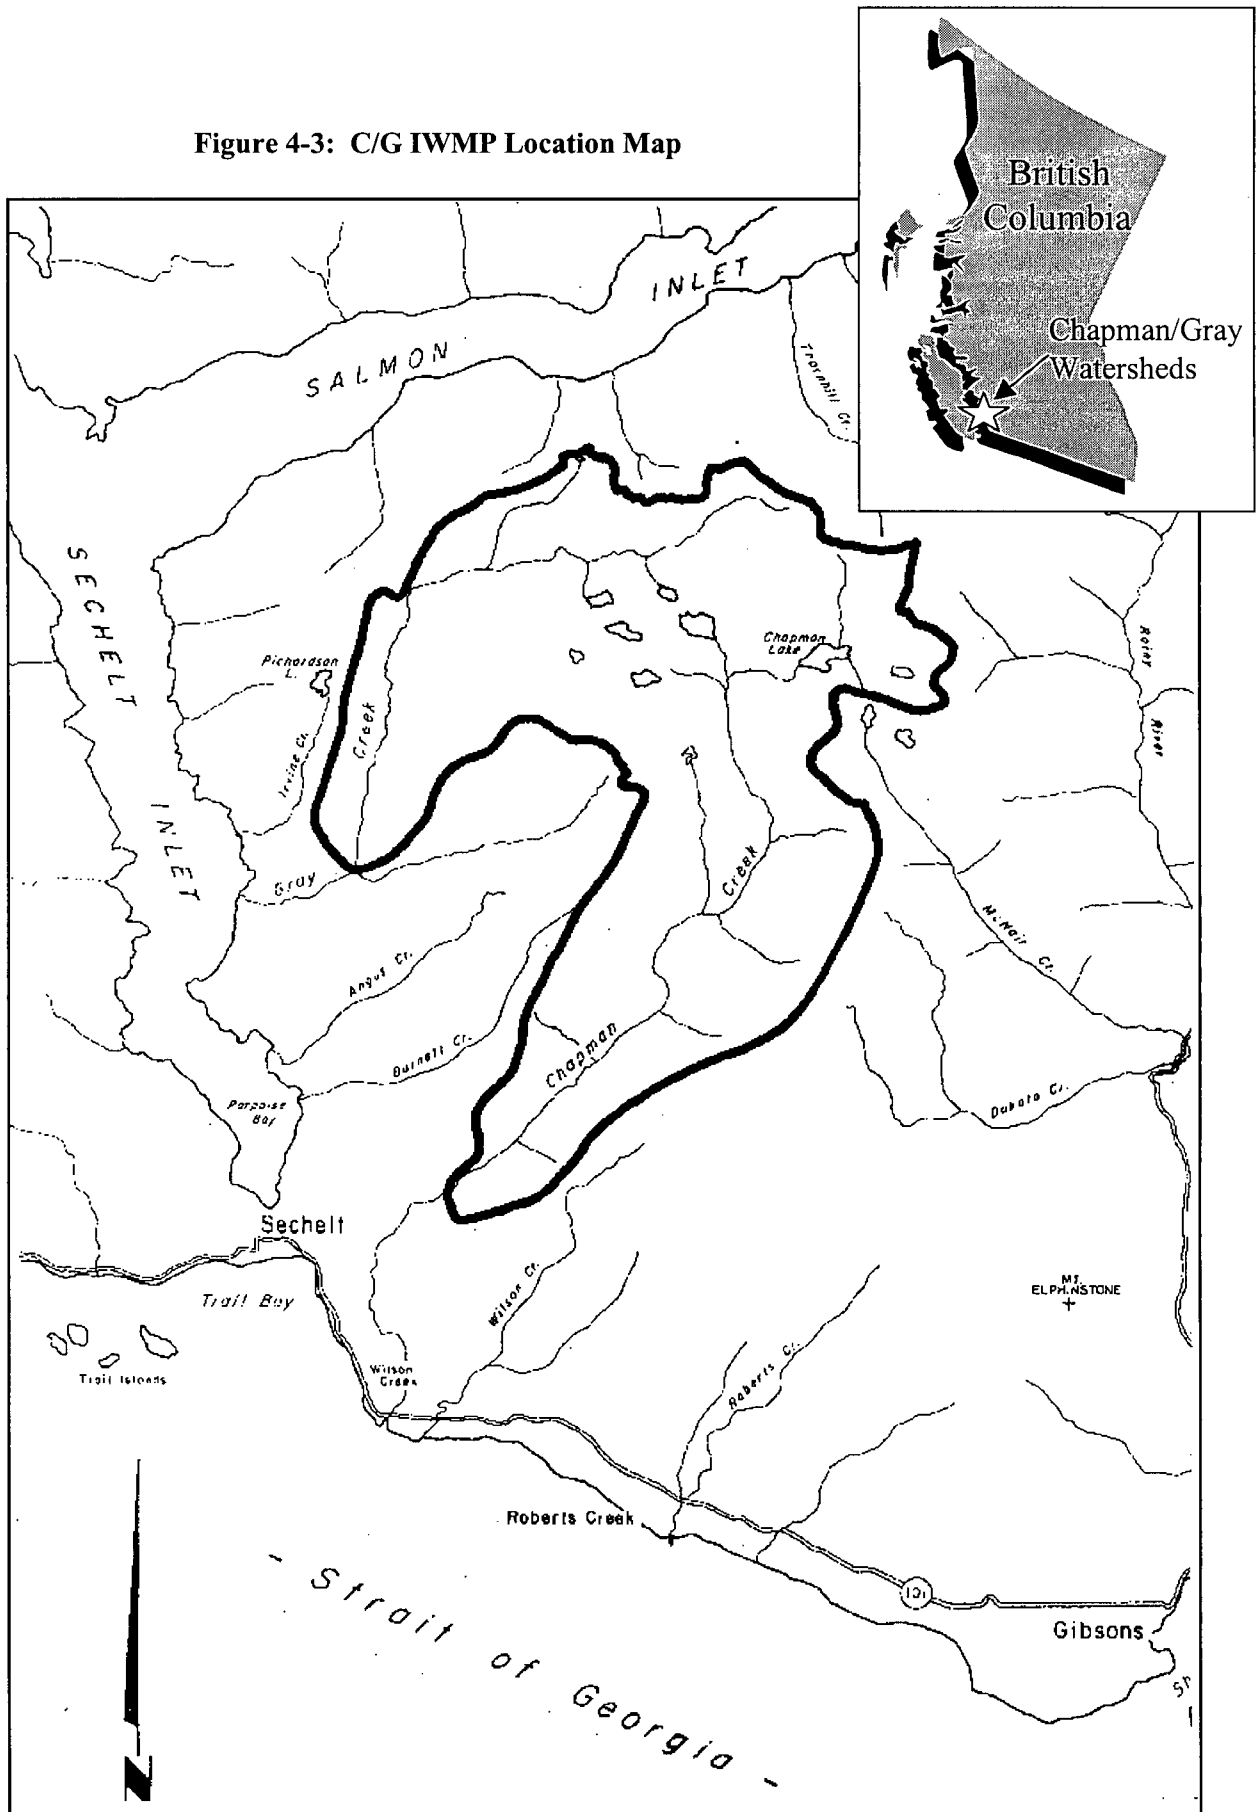 Figure 4-3: C/G IWMP Location Map
British
Columbia
Chapman/Gray
Watersheds
SALMON INLET
Thornhill Cr.
SECHELT INLET
Pichardson
L.
Irvine Cr.
Creek
Gray
Chapman
Lake
Creek
Chapman
Rainy
River
McNair Cr.
Angus Cr.
Burnett Cr.
Porpoise
Bay
Dakota Cr.
Sechelt
Trail Bay
Trail Islands
Wilson Cr.
Wilson
Creek
MT.
ELPHINSTONE
Roberts Cr.
Roberts Creek
101
Gibsons
- Strait of Georgia -
N